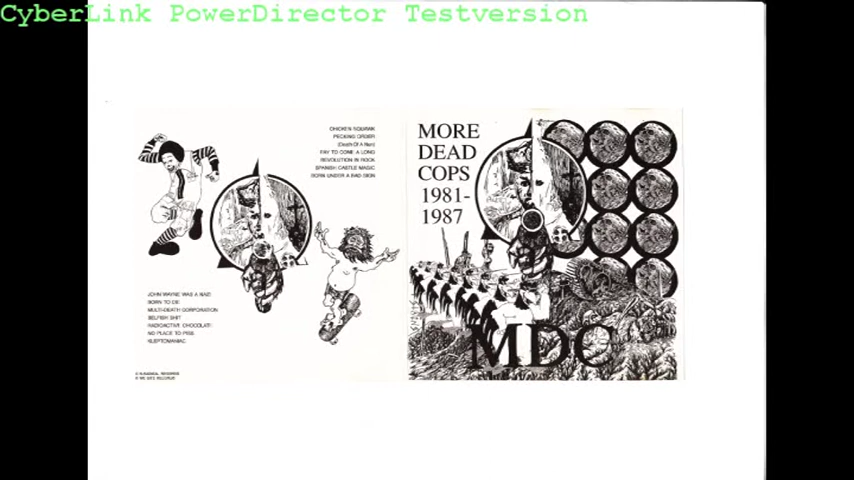 CyberLink PowerDirector Testversion
CHICKEN SQUAWK
PECKING ORDER
(Death Of A Nun)
PAY TO COME ALONG
REVOLUTION IN ROCK
SPANISH CASTLE MAGIC
BORN UNDER A BAD SIGN
JOHN WAYNE WAS A NAZI
BORN TO DIE
MULTI-DEATH CORPORATION
SELFISH SHIT
RADIOACTIVE CHOCOLATE
NO PLACE TO PISS
KLEPTOMANIAC
MORE
DEAD
COPS
1981-
1987
MDC